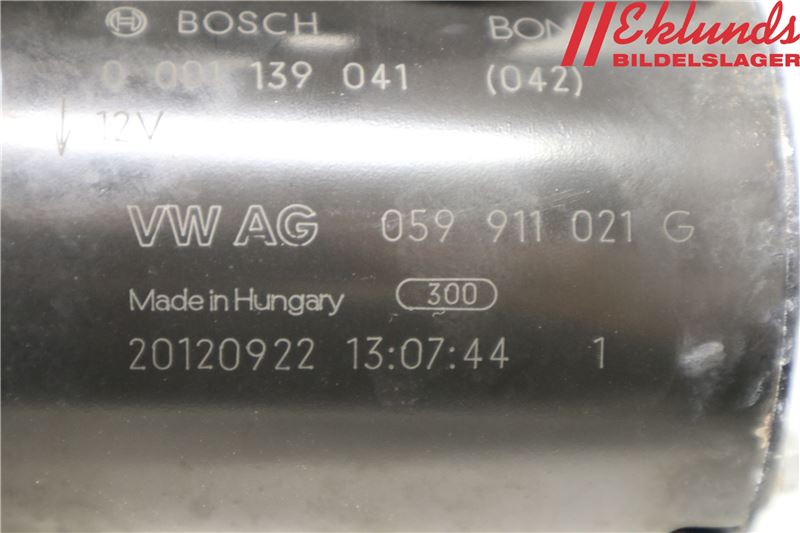 BOSCH
0 001 139 041 (042)
12V
VW AG 059 911 021 G
Made in Hungary 300
20120922 13:07:44 1
Eklunds
BILDELSLAGER